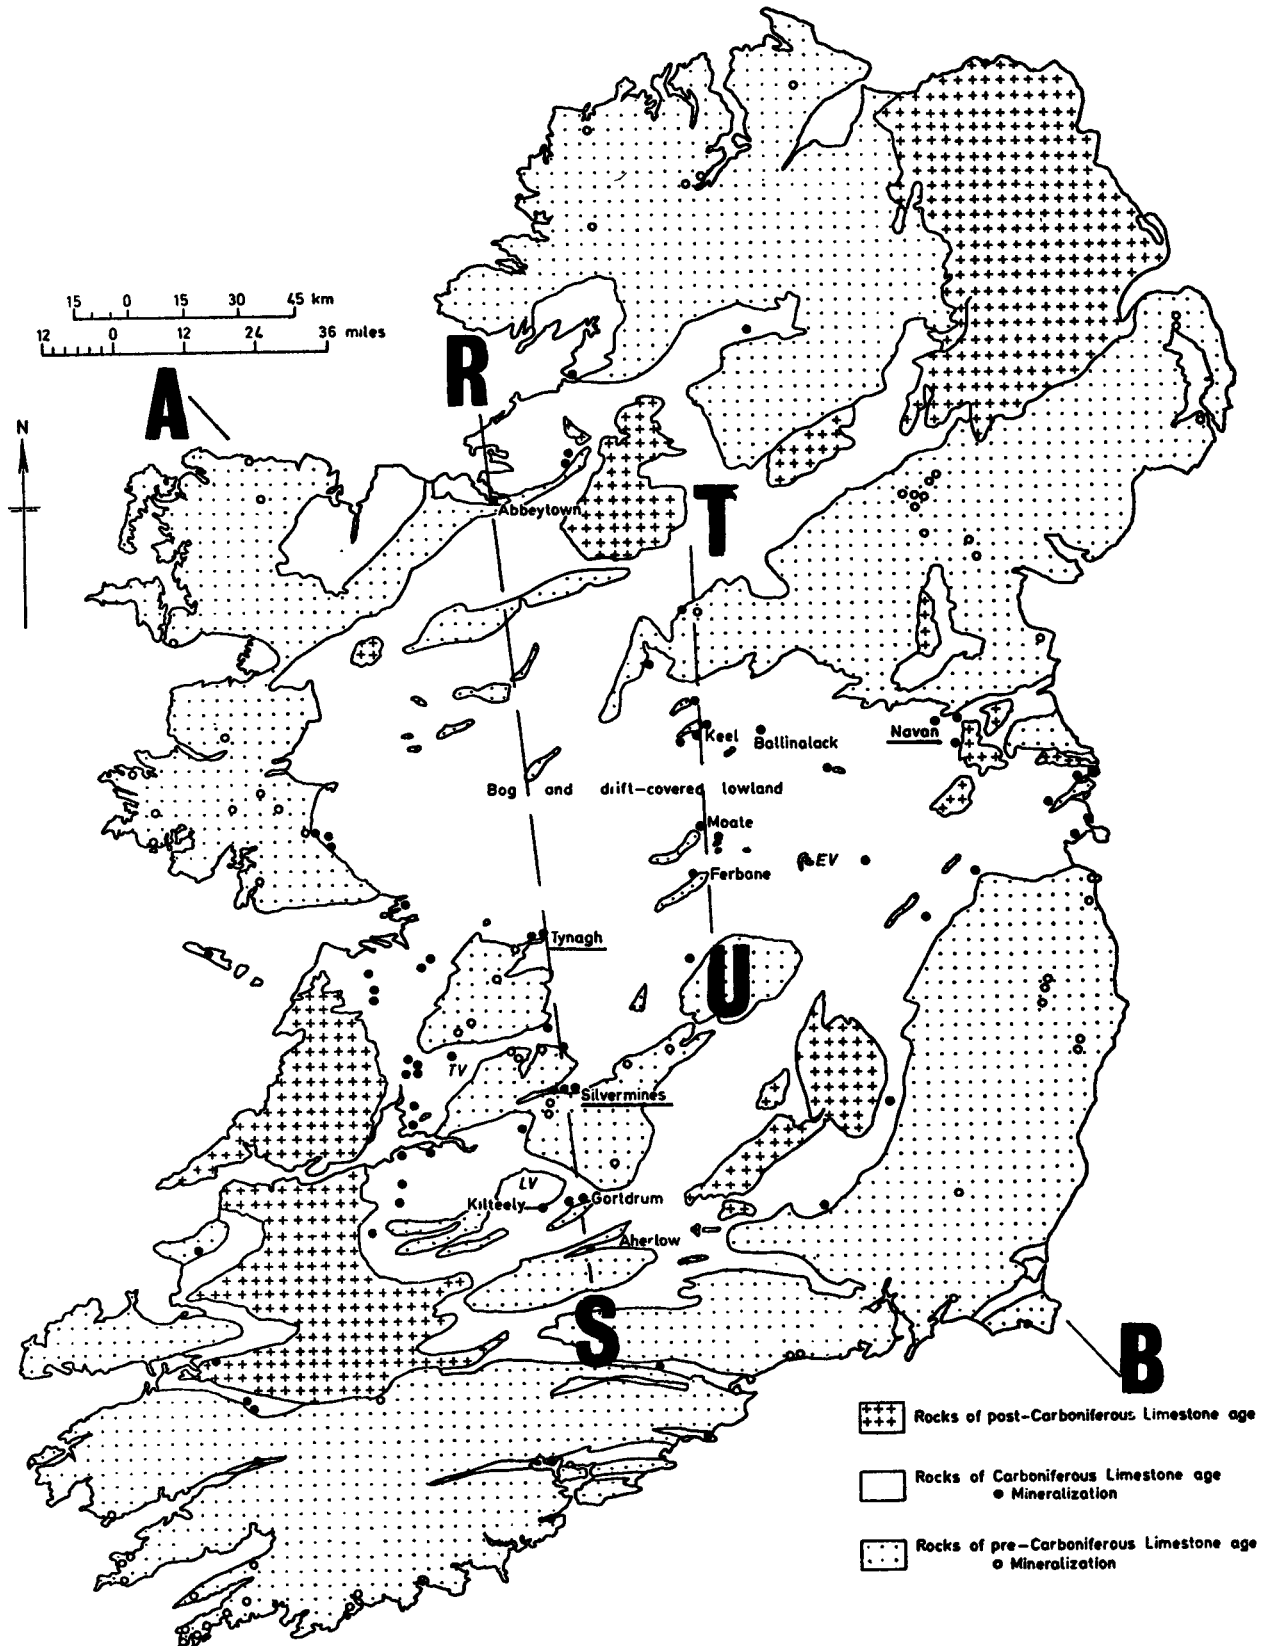 15 0 15 30 45 km
12 0 12 24 36 miles
R
A
N
T
Abbeytown
Keel
Ballinalack
Navan
Bog and drift-covered lowland
Moate
EV
Ferbane
Tynagh
U
TV
Silvermines
LV
Kilteely
Gortdrum
Aherlow
S
B
Rocks of post-Carboniferous Limestone age
Rocks of Carboniferous Limestone age
Mineralization
Rocks of pre-Carboniferous Limestone age
Mineralization